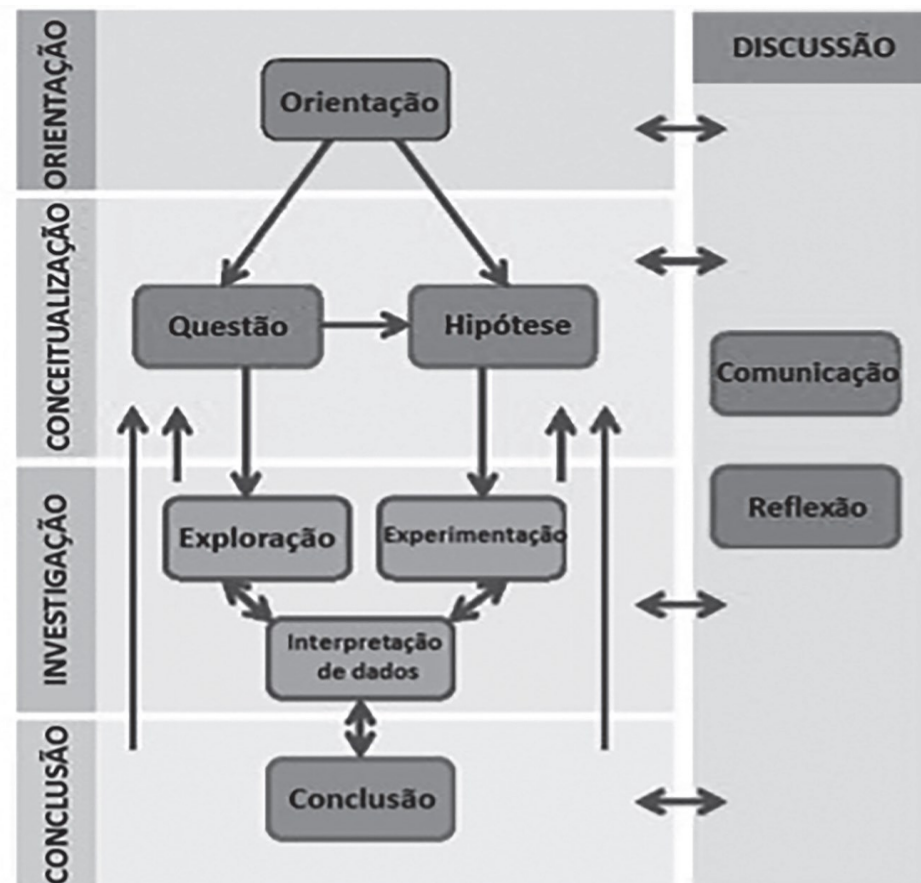 ORIENTAÇÃO
Orientação
CONCEITUALIZAÇÃO
Questão
Hipótese
INVESTIGAÇÃO
Exploração
Experimentação
Interpretação
de dados
CONCLUSÃO
Conclusão
DISCUSSÃO
Comunicação
Reflexão